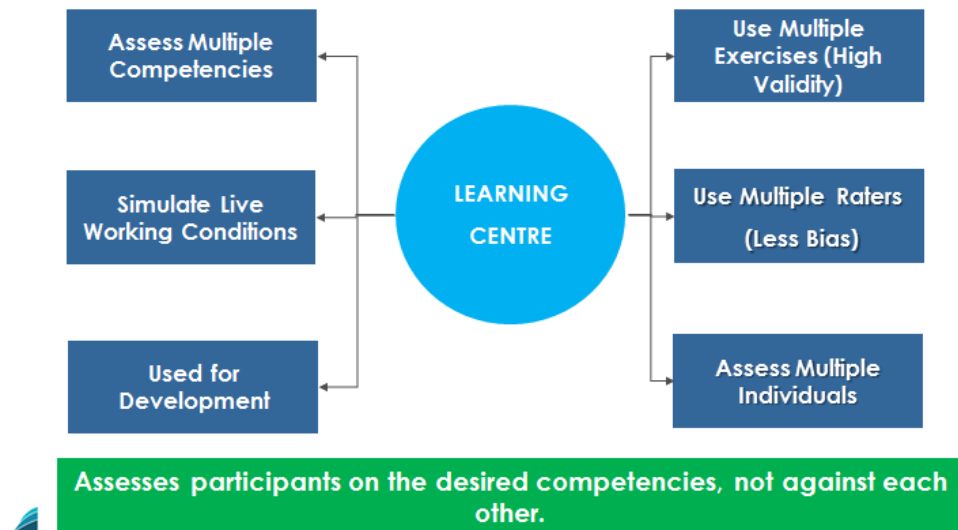 Assess Multiple
Competencies
Simulate Live
Working Conditions
Used for
Development
LEARNING
CENTRE
Use Multiple
Exercises (High
Validity)
Use Multiple Raters
(Less Bias)
Assess Multiple
Individuals
Assesses participants on the desired competencies, not against each
other.